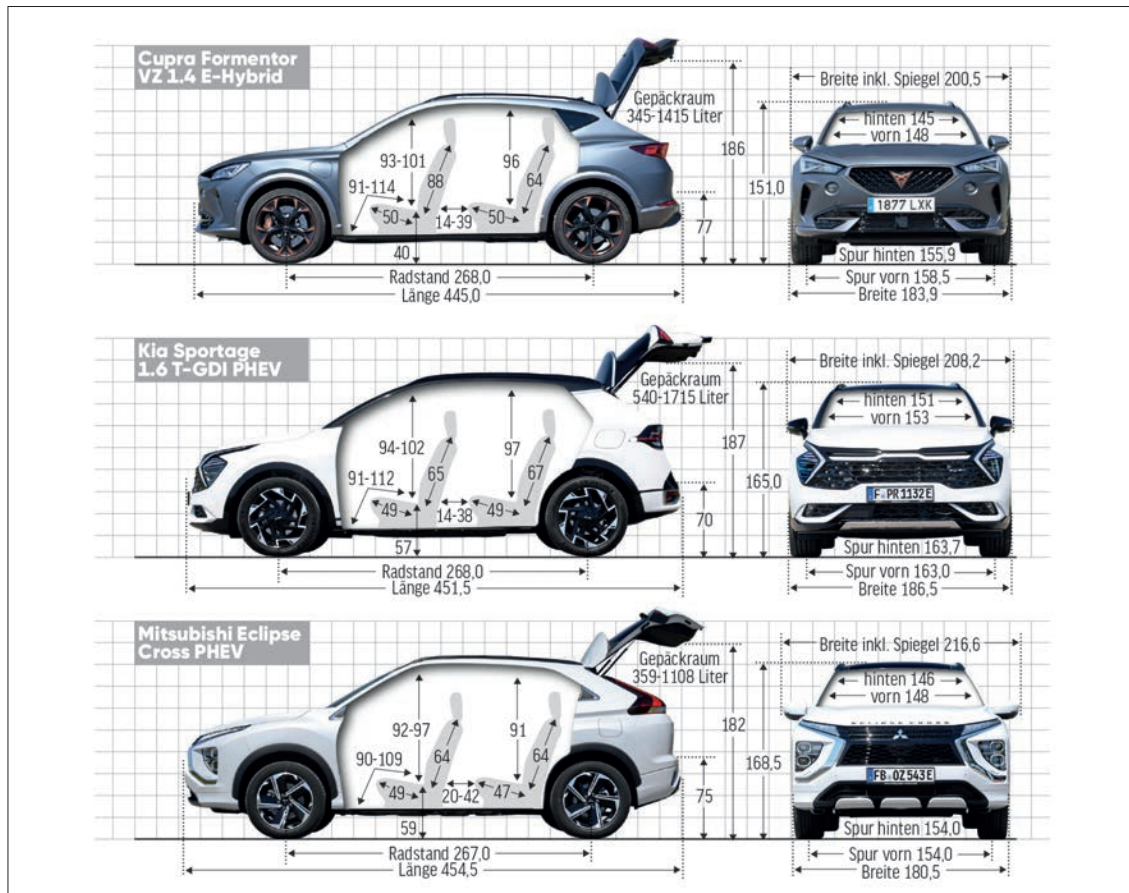 Cupra Formentor
VZ 1.4 E-Hybrid
Gepäckraum
345-1415 Liter
93-101
96
91-114
88
64
50
14-39
50
40
186
77
151,0
Radstand 268,0
Länge 445,0
Breite inkl. Spiegel 200,5
hinten 145
vorn 148
1877 LXK
Spur hinten 155,9
Spur vorn 158,5
Breite 183,9
Kia Sportage
1.6 T-GDI PHEV
Gepäckraum
540-1715 Liter
94-102
97
91-112
65
67
49
14-38
49
57
187
70
165,0
Radstand 268,0
Länge 451,5
Breite inkl. Spiegel 208,2
hinten 151
vorn 153
F PR 1132E
Spur hinten 163,7
Spur vorn 163,0
Breite 186,5
Mitsubishi Eclipse
Cross PHEV
Gepäckraum
359-1108 Liter
92-97
91
90-109
64
64
49
20-42
47
59
182
75
168,5
Radstand 267,0
Länge 454,5
Breite inkl. Spiegel 216,6
hinten 146
vorn 148
ECLIPSE CROSS
FB OZ 543E
Spur hinten 154,0
Spur vorn 154,0
Breite 180,5